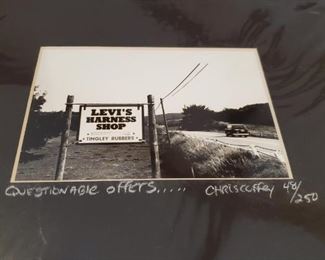 LEVI'S
HARNESS
SHOP
TINGLEY RUBBERS
QUESTIONABLE OFFERS..... CHRISCOFFEY 48/250